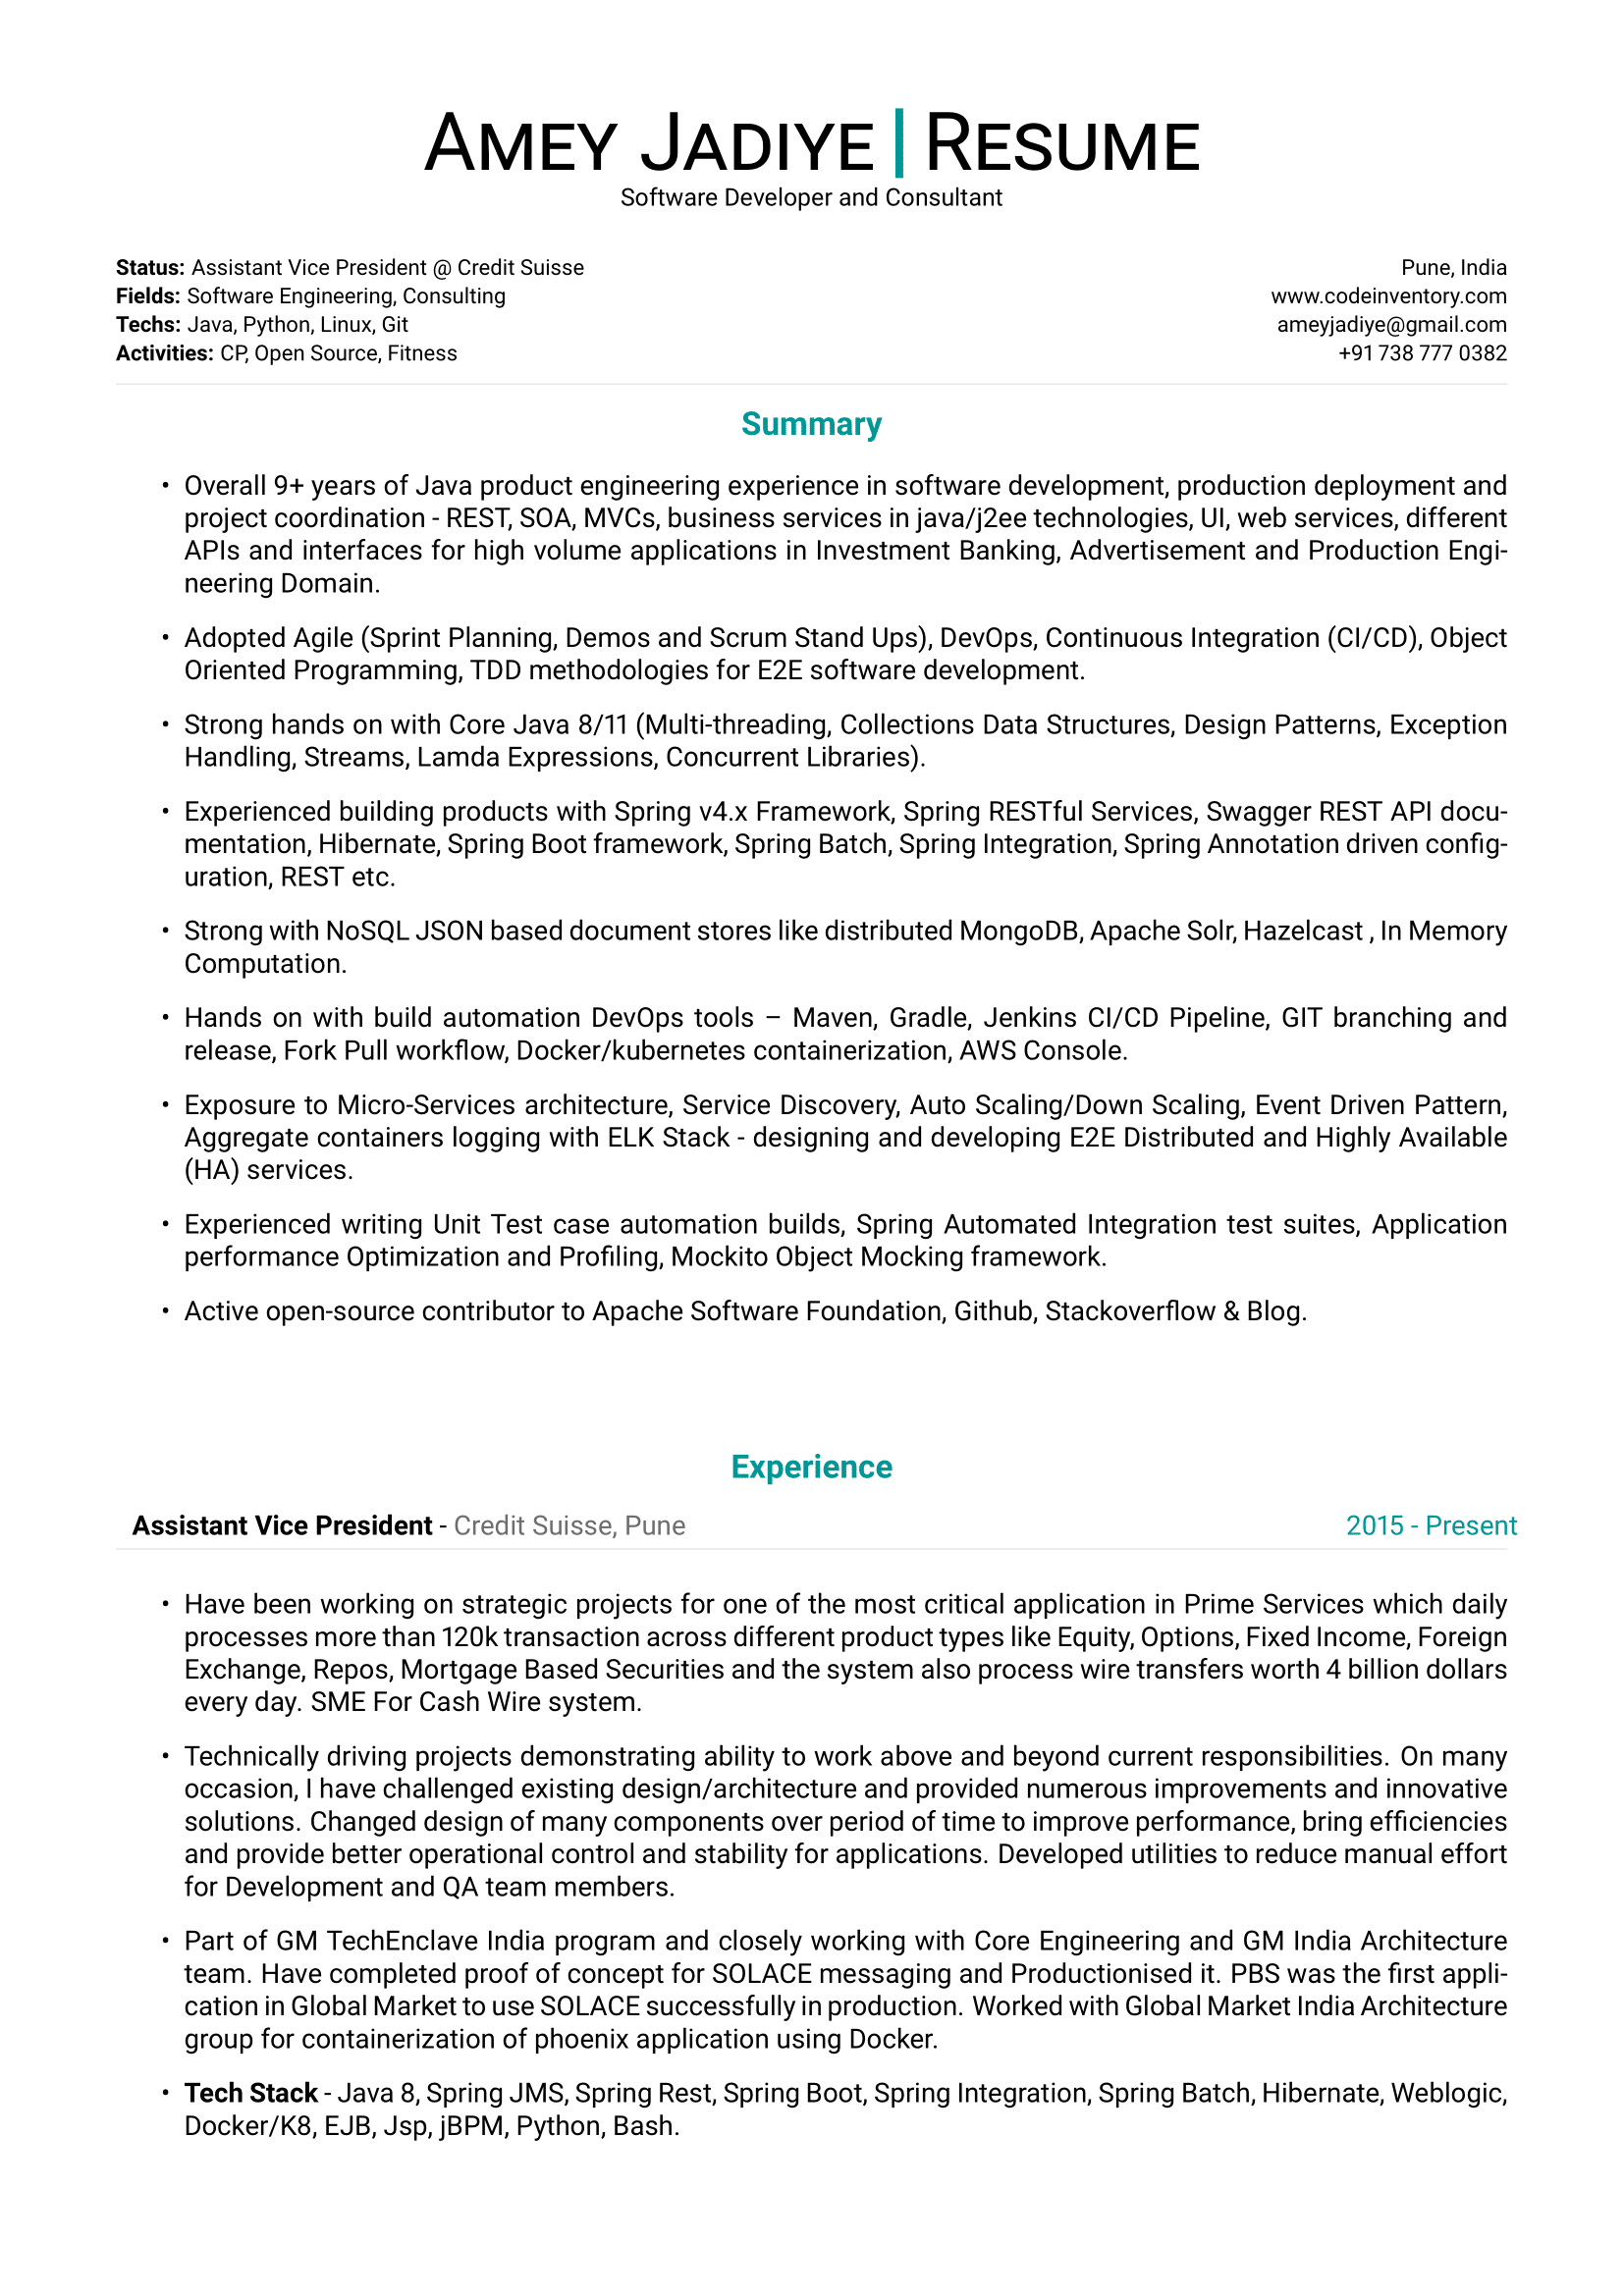 AMEY JADIYE | RESUME
Software Developer and Consultant
Status: Assistant Vice President @ Credit Suisse
Fields: Software Engineering, Consulting
Techs: Java, Python, Linux, Git
Activities: CP, Open Source, Fitness
Pune, India
www.codeinventory.com
ameyjadiye@gmail.com
+91 738 777 0382
Summary
• Overall 9+ years of Java product engineering experience in software development, production deployment and
project coordination - REST, SOA, MVCs, business services in java/j2ee technologies, UI, web services, different
APIs and interfaces for high volume applications in Investment Banking, Advertisement and Production Engi-
neering Domain.
• Adopted Agile (Sprint Planning, Demos and Scrum Stand Ups), DevOps, Continuous Integration (CI/CD), Object
Oriented Programming, TDD methodologies for E2E software development.
• Strong hands on with Core Java 8/11 (Multi-threading, Collections Data Structures, Design Patterns, Exception
Handling, Streams, Lamda Expressions, Concurrent Libraries).
• Experienced building products with Spring v4.x Framework, Spring RESTful Services, Swagger REST API docu-
mentation, Hibernate, Spring Boot framework, Spring Batch, Spring Integration, Spring Annotation driven config-
uration, REST etc.
• Strong with NoSQL JSON based document stores like distributed MongoDB, Apache Solr, Hazelcast , In Memory
Computation.
• Hands on with build automation DevOps tools – Maven, Gradle, Jenkins CI/CD Pipeline, GIT branching and
release, Fork Pull workflow, Docker/kubernetes containerization, AWS Console.
• Exposure to Micro-Services architecture, Service Discovery, Auto Scaling/Down Scaling, Event Driven Pattern,
Aggregate containers logging with ELK Stack - designing and developing E2E Distributed and Highly Available
(HA) services.
• Experienced writing Unit Test case automation builds, Spring Automated Integration test suites, Application
performance Optimization and Profiling, Mockito Object Mocking framework.
• Active open-source contributor to Apache Software Foundation, Github, Stackoverflow & Blog.
Experience
Assistant Vice President - Credit Suisse, Pune 2015 - Present
• Have been working on strategic projects for one of the most critical application in Prime Services which daily
processes more than 120k transaction across different product types like Equity, Options, Fixed Income, Foreign
Exchange, Repos, Mortgage Based Securities and the system also process wire transfers worth 4 billion dollars
every day. SME For Cash Wire system.
• Technically driving projects demonstrating ability to work above and beyond current responsibilities. On many
occasion, I have challenged existing design/architecture and provided numerous improvements and innovative
solutions. Changed design of many components over period of time to improve performance, bring efficiencies
and provide better operational control and stability for applications. Developed utilities to reduce manual effort
for Development and QA team members.
• Part of GM TechEnclave India program and closely working with Core Engineering and GM India Architecture
team. Have completed proof of concept for SOLACE messaging and Productionised it. PBS was the first appli-
cation in Global Market to use SOLACE successfully in production. Worked with Global Market India Architecture
group for containerization of phoenix application using Docker.
• Tech Stack - Java 8, Spring JMS, Spring Rest, Spring Boot, Spring Integration, Spring Batch, Hibernate, Weblogic,
Docker/K8, EJB, Jsp, jBPM, Python, Bash.